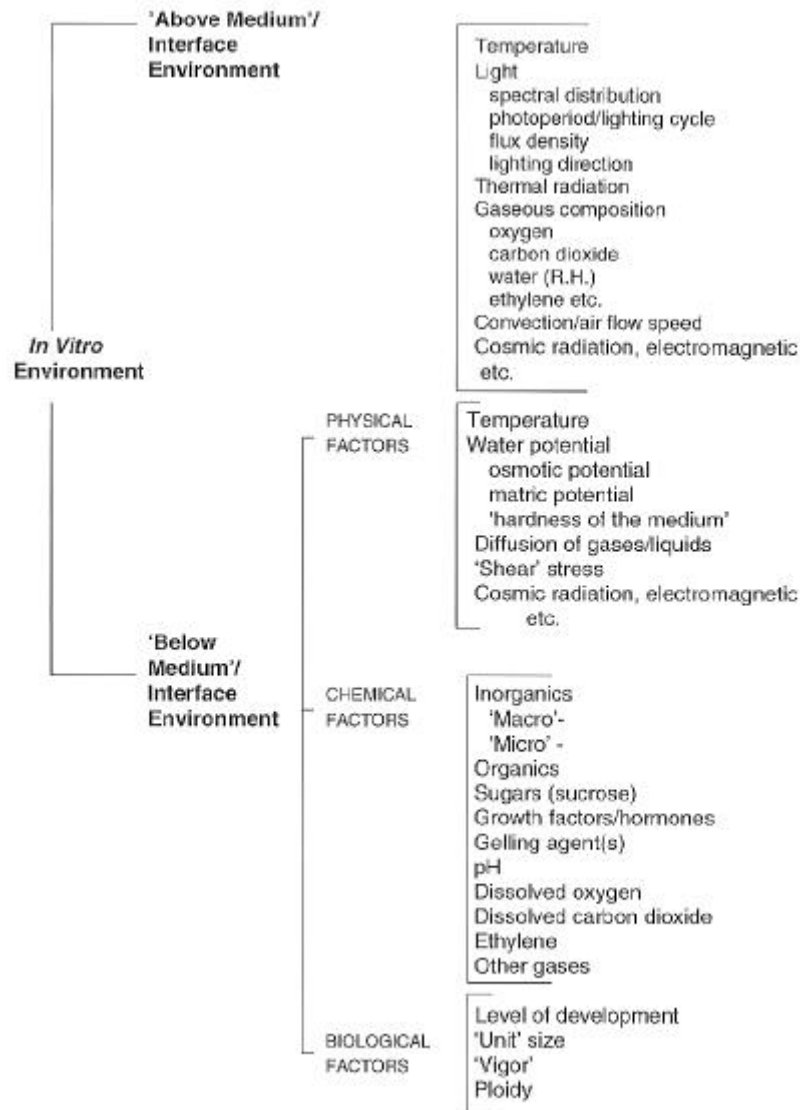 'Above Medium'/
Interface
Environment
Temperature
Light
spectral distribution
photoperiod/lighting cycle
flux density
lighting direction
Thermal radiation
Gaseous composition
oxygen
carbon dioxide
water (R.H.)
ethylene etc.
Convection/air flow speed
Cosmic radiation, electromagnetic
etc.
In Vitro
Environment
'Below
Medium'/
Interface
Environment
PHYSICAL
FACTORS
Temperature
Water potential
osmotic potential
matric potential
'hardness of the medium'
Diffusion of gases/liquids
'Shear' stress
Cosmic radiation, electromagnetic
etc.
CHEMICAL
FACTORS
Inorganics
'Macro'-
'Micro' -
Organics
Sugars (sucrose)
Growth factors/hormones
Gelling agent(s)
pH
Dissolved oxygen
Dissolved carbon dioxide
Ethylene
Other gases
BIOLOGICAL
FACTORS
Level of development
'Unit' size
'Vigor'
Ploidy